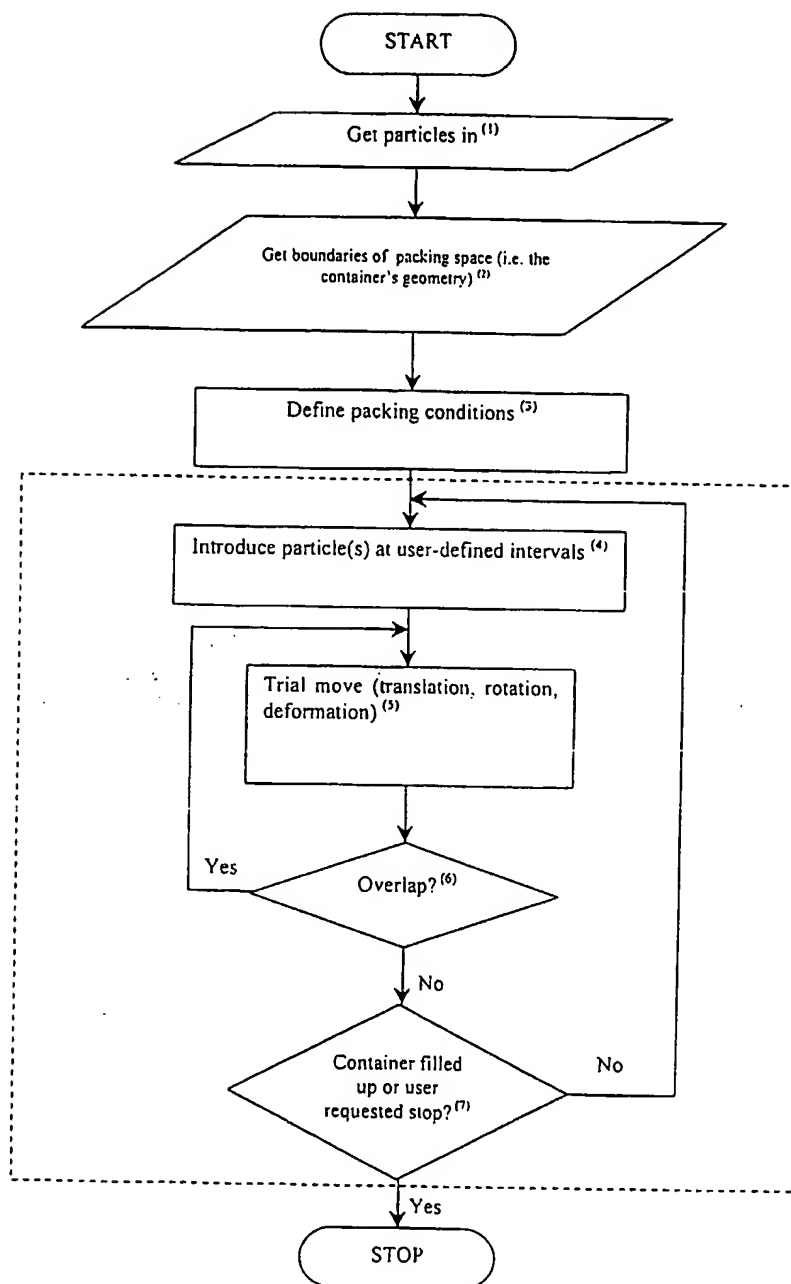 START
Get particles in (1)
Get boundaries of packing space (i.e. the
container's geometry) (2)
Define packing conditions (3)
Introduce particle(s) at user-defined intervals (4)
Trial move (translation, rotation,
deformation) (5)
Yes
Overlap? (6)
No
Container filled
up or user
requested stop? (7)
No
Yes
STOP